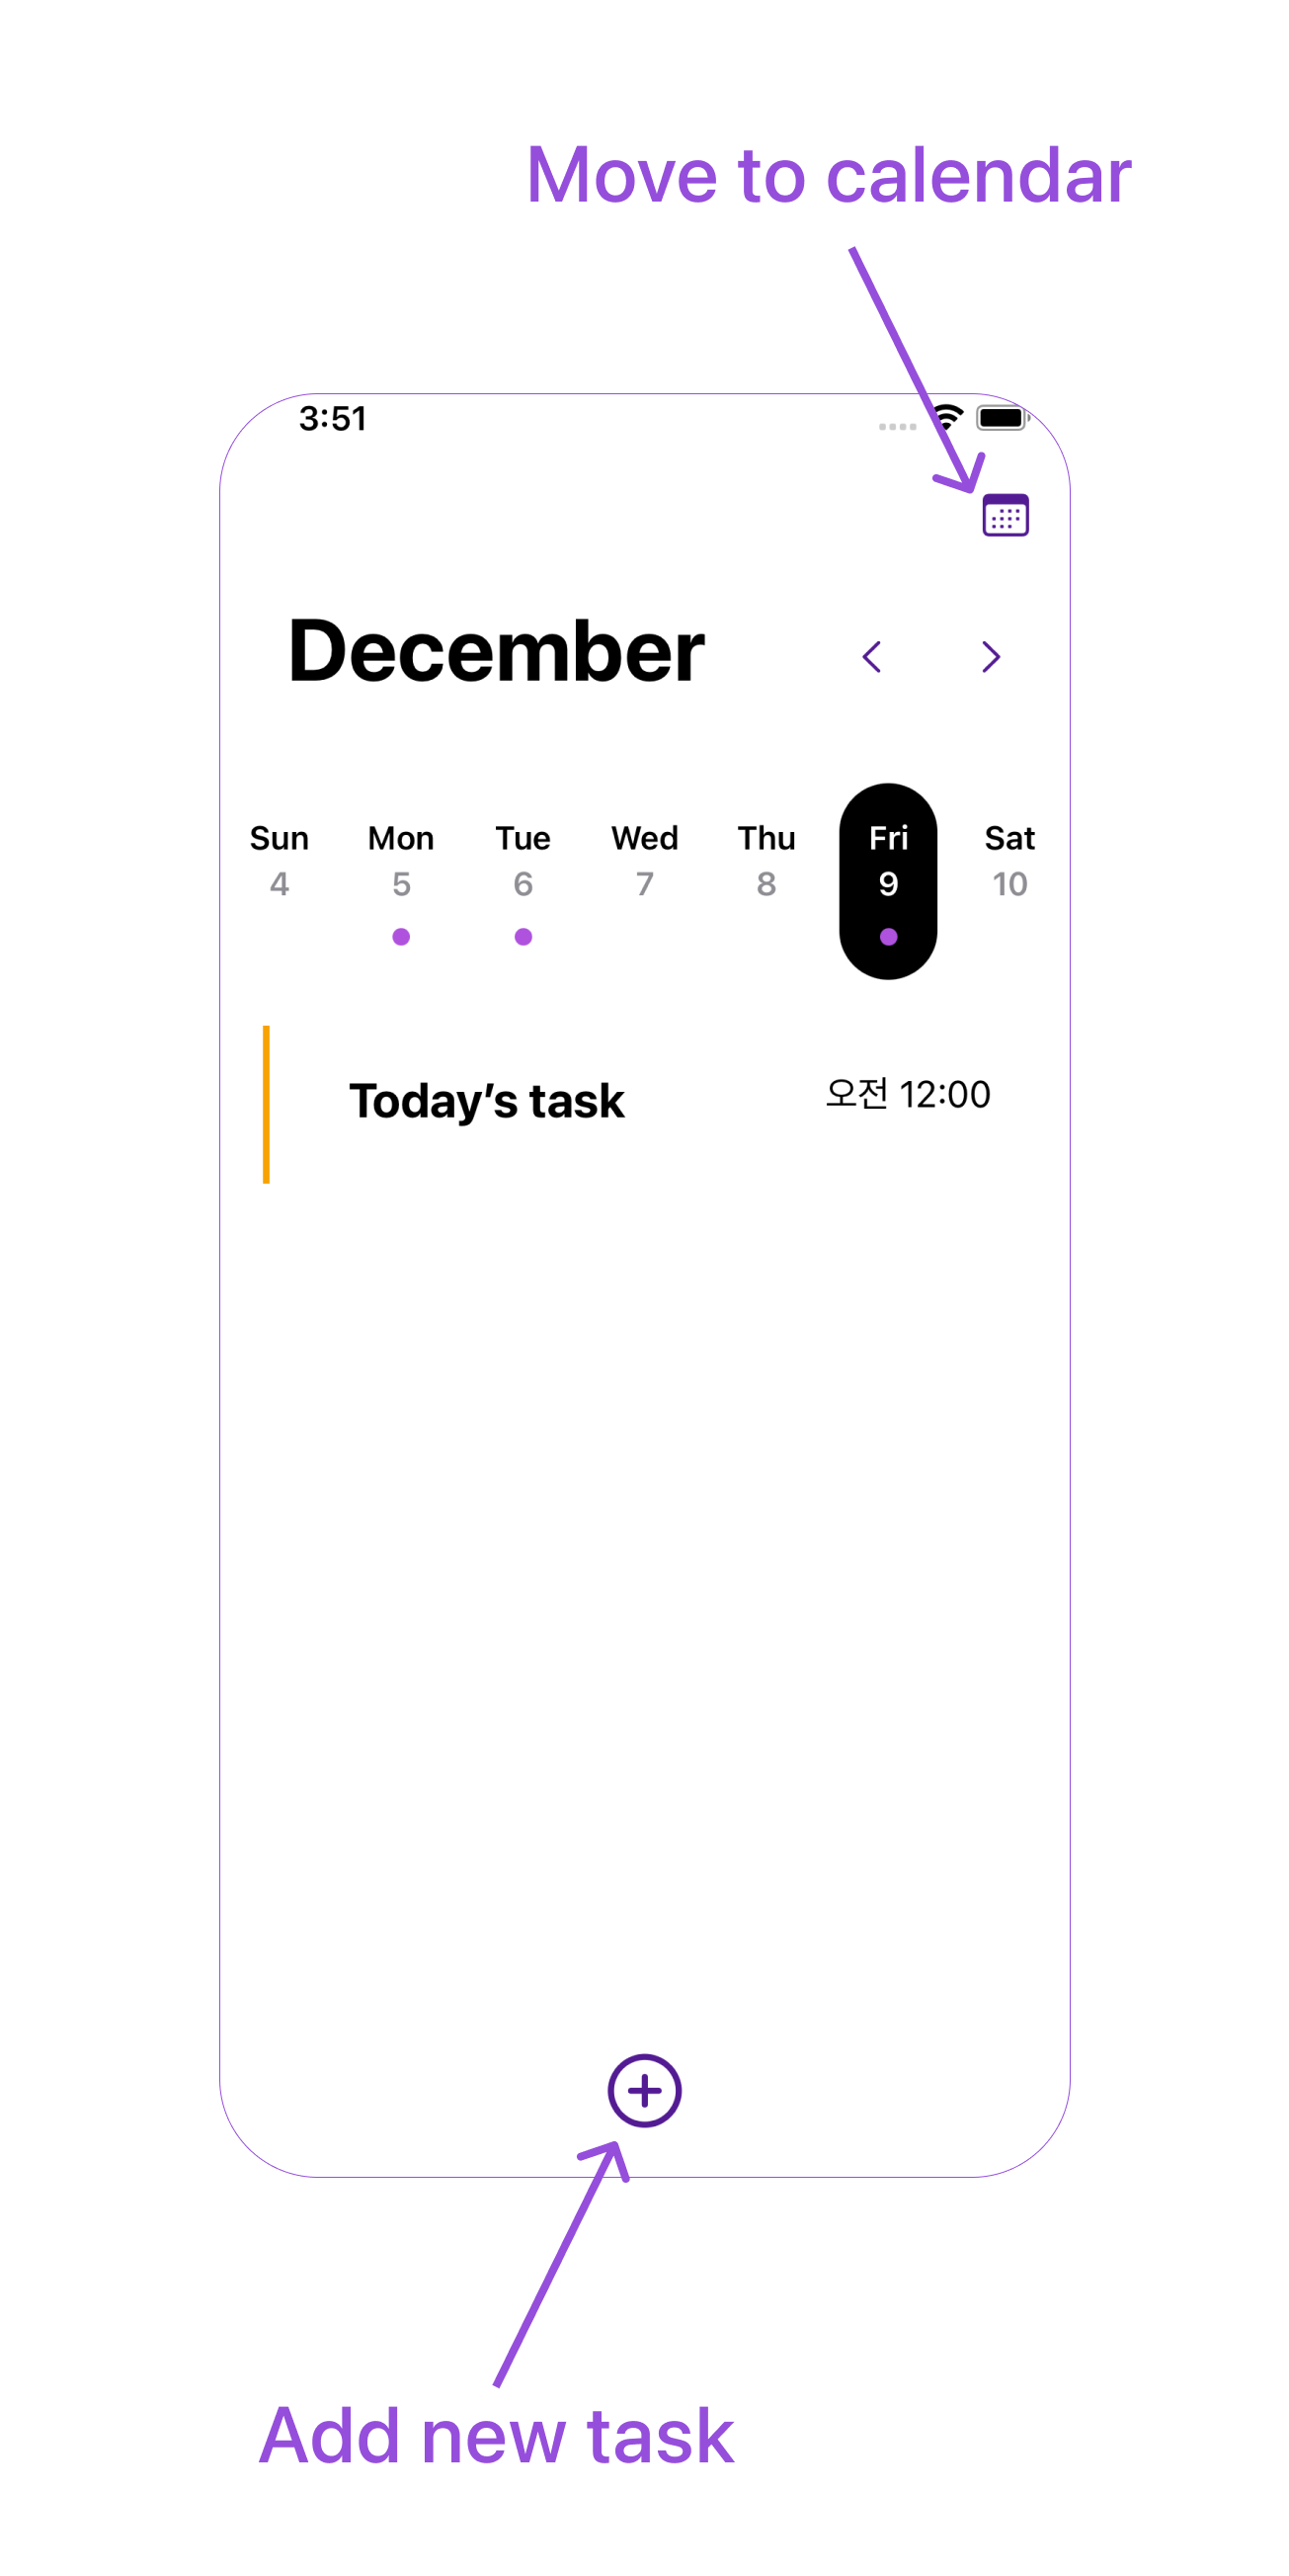 Move to calendar
3:51
December
Sun Mon Tue Wed Thu Fri Sat
4 5 6 7 8 9 10
Today’s task 오전 12:00
Add new task